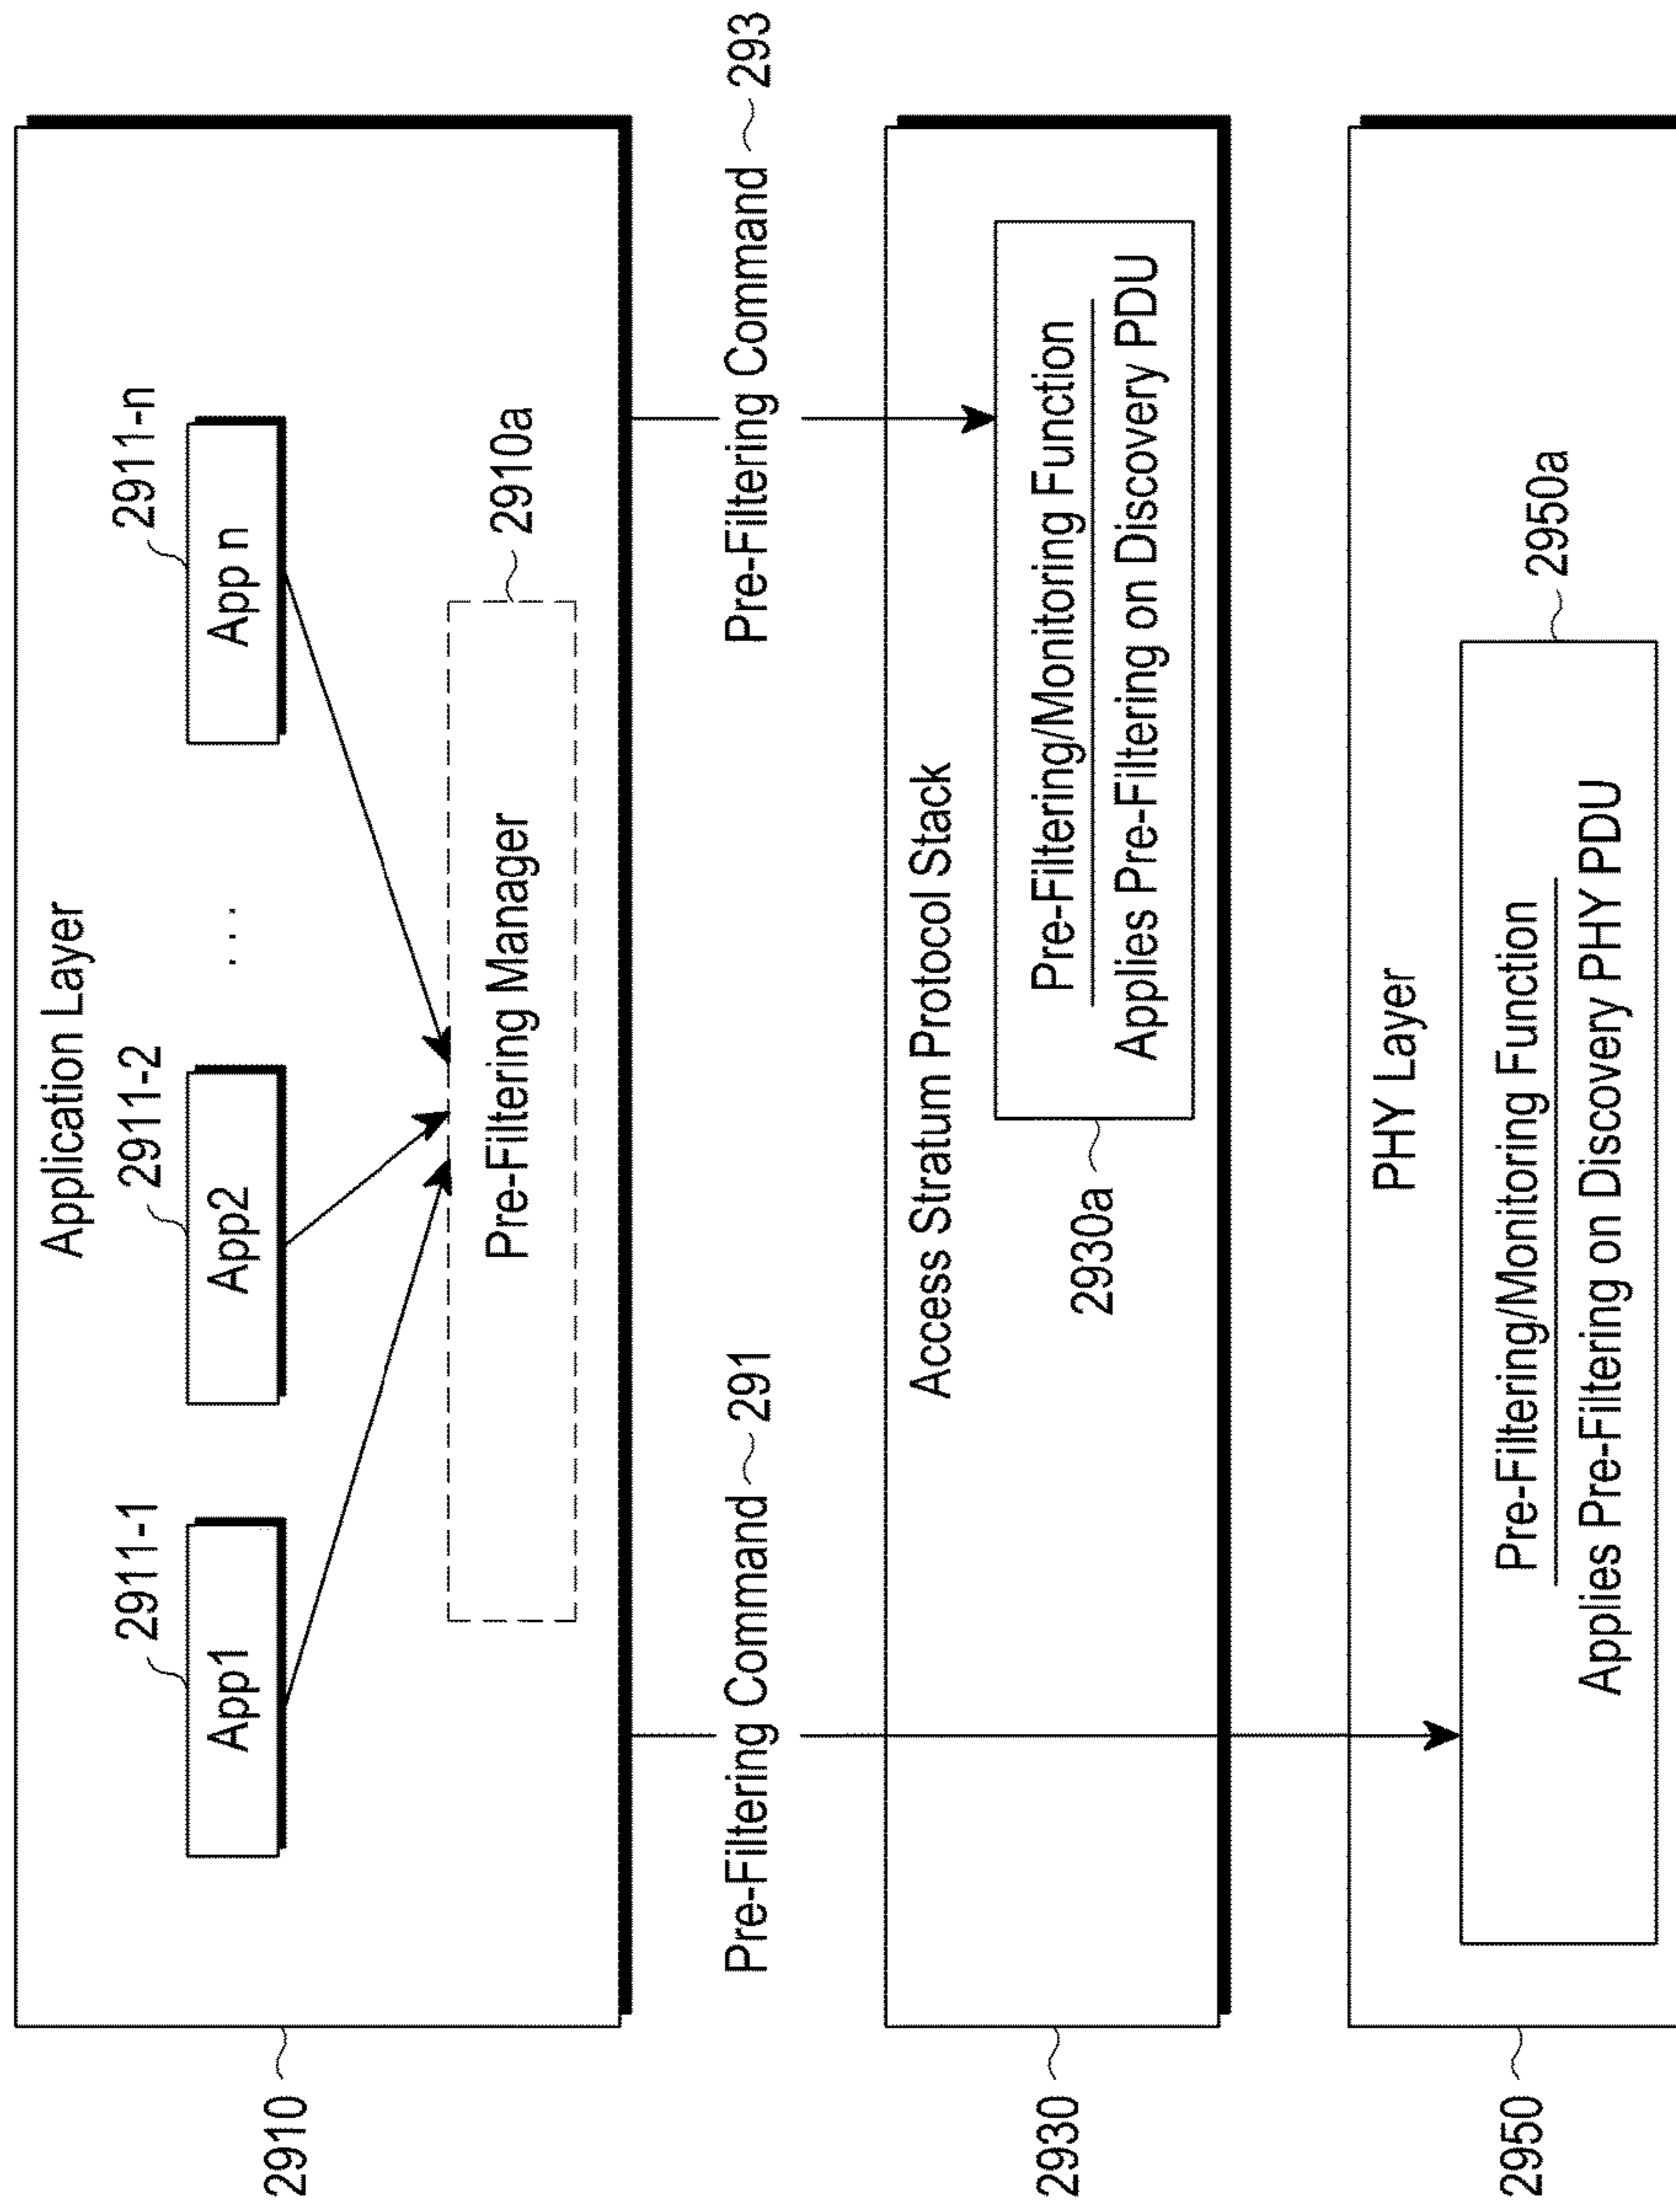 Application Layer
2911-1
2911-2
2911-n
App1
App2
. . .
App n
2910a
Pre-Filtering Manager
2910
Pre-Filtering Command ~ 291
Pre-Filtering Command ~ 293
Access Stratum Protocol Stack
Pre-Filtering/Monitoring Function
Applies Pre-Filtering on Discovery PDU
2930a
2930
PHY Layer
2950a
Pre-Filtering/Monitoring Function
Applies Pre-Filtering on Discovery PHY PDU
2950